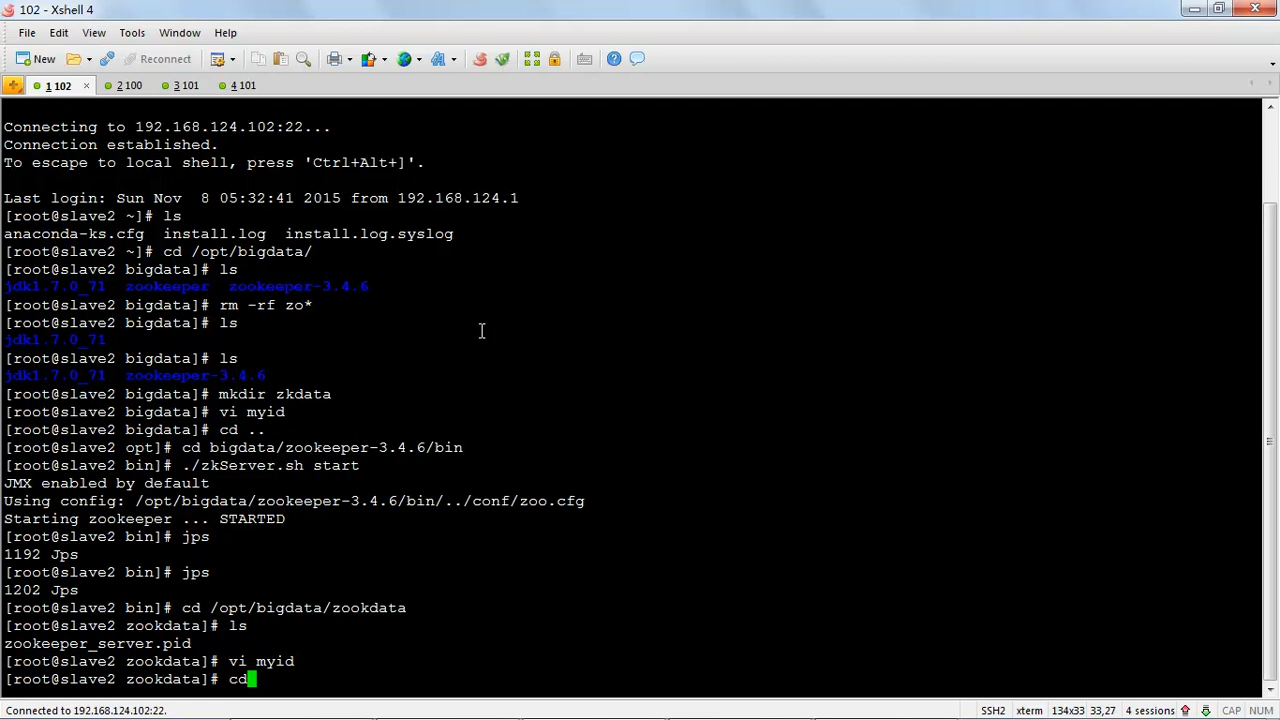 102 - Xshell 4
File Edit View Tools Window Help
New Reconnect
1 102 2 100 3 101 4 101
Connecting to 192.168.124.102:22...
Connection established.
To escape to local shell, press 'Ctrl+Alt+]'.
Last login: Sun Nov  8 05:32:41 2015 from 192.168.124.1
[root@slave2 ~]# ls
anaconda-ks.cfg  install.log  install.log.syslog
[root@slave2 ~]# cd /opt/bigdata/
[root@slave2 bigdata]# ls
jdk1.7.0_71  zookeeper  zookeeper-3.4.6
[root@slave2 bigdata]# rm -rf zo*
[root@slave2 bigdata]# ls
jdk1.7.0_71
[root@slave2 bigdata]# ls
jdk1.7.0_71  zookeeper-3.4.6
[root@slave2 bigdata]# mkdir zkdata
[root@slave2 bigdata]# vi myid
[root@slave2 bigdata]# cd ..
[root@slave2 opt]# cd bigdata/zookeeper-3.4.6/bin
[root@slave2 bin]# ./zkServer.sh start
JMX enabled by default
Using config: /opt/bigdata/zookeeper-3.4.6/bin/../conf/zoo.cfg
Starting zookeeper ... STARTED
[root@slave2 bin]# jps
1192 Jps
[root@slave2 bin]# jps
1202 Jps
[root@slave2 bin]# cd /opt/bigdata/zookdata
[root@slave2 zookdata]# ls
zookeeper_server.pid
[root@slave2 zookdata]# vi myid
[root@slave2 zookdata]# cd
Connected to 192.168.124.102:22. SSH2 xterm 134x33 33,27 4 sessions CAP NUM